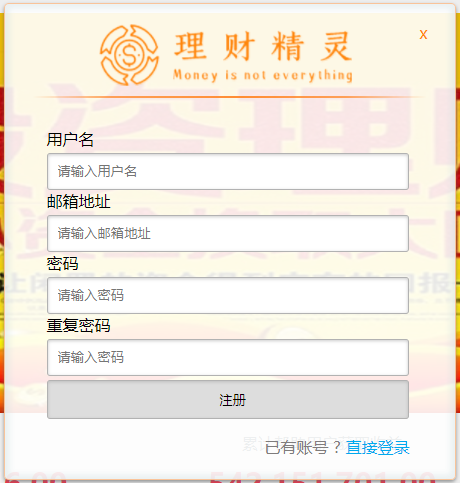 理财精灵
x
Money is not everything
用户名
请输入用户名
邮箱地址
请输入邮箱地址
密码
请输入密码
重复密码
请输入密码
注册
已有账号？直接登录